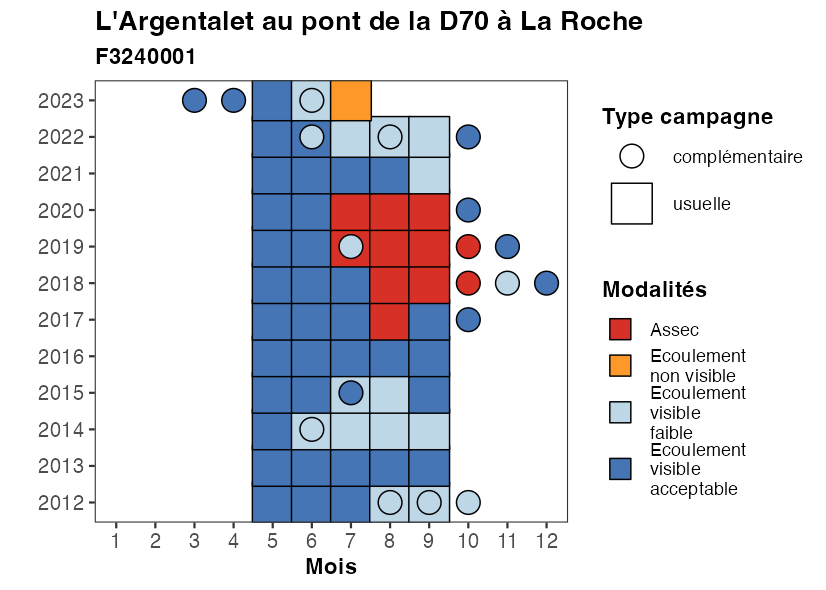 L'Argentalet au pont de la D70 à La Roche
F3240001
2023
2022
2021
2020
2019
2018
2017
2016
2015
2014
2013
2012
1 2 3 4 5 6 7 8 9 10 11 12
Mois
Type campagne
complémentaire
usuelle
Modalités
Assec
Ecoulement
non visible
Ecoulement
visible
faible
Ecoulement
visible
acceptable